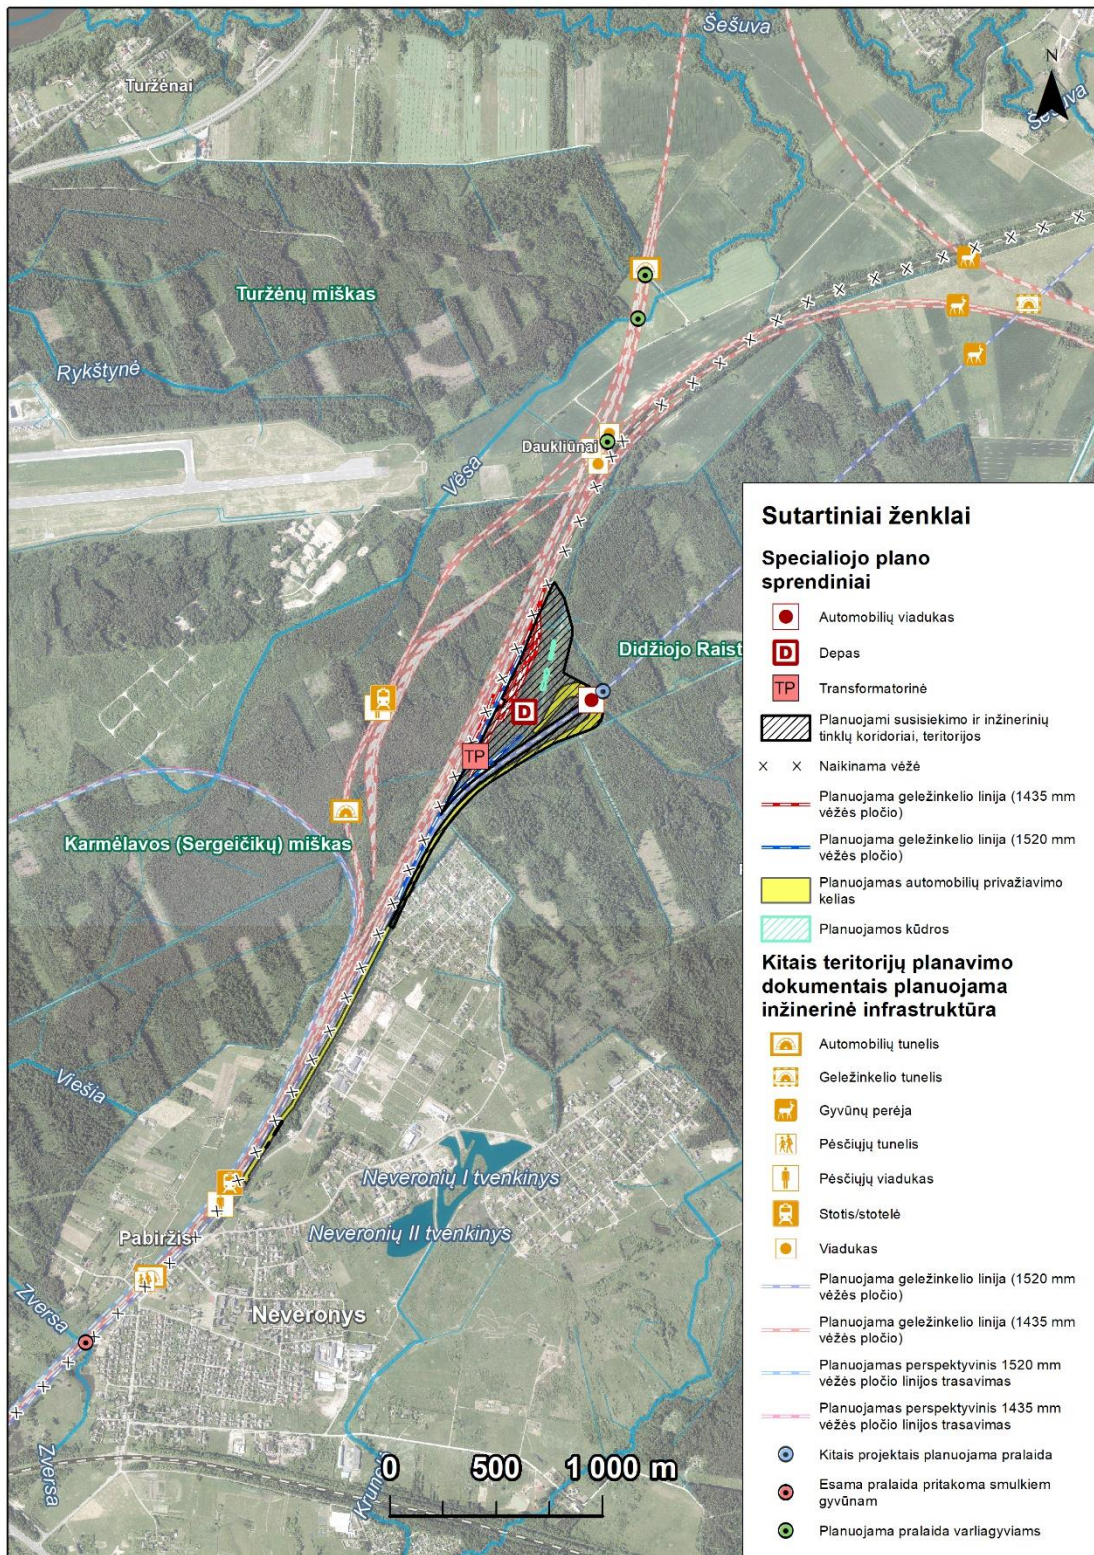 Šešuva
N
Turžėnai
Šešuva
Turžėnų miškas
Rykštynė
Daukliūnai
Vėsa
Didžiojo Raist
D
TP
Karmėlavos (Sergeičikų) miškas
Viešia
Neveronių I tvenkinys
Neveronių II tvenkinys
Pabiržis
Zversa
Neveronys
Zversa
0 500 1 000 m
Sutartiniai ženklai
Specialiojo plano
sprendiniai
Automobilių viadukas
D Depas
TP Transformatorinė
Planuojami susisiekimo ir inžinerinių
tinklų koridoriai, teritorijos
Naikinama vėžė
Planuojama geležinkelio linija (1435 mm
vėžės pločio)
Planuojama geležinkelio linija (1520 mm
vėžės pločio)
Planuojamas automobilių privažiavimo
kelias
Planuojamos kūdros
Kitais teritorijų planavimo
dokumentais planuojama
inžinerinė infrastruktūra
Automobilių tunelis
Geležinkelio tunelis
Gyvūnų perėja
Pėsčiųjų tunelis
Pėsčiųjų viadukas
Stotis/stotelė
Viadukas
Planuojama geležinkelio linija (1520 mm
vėžės pločio)
Planuojama geležinkelio linija (1435 mm
vėžės pločio)
Planuojamas perspektyvinis 1520 mm
vėžės pločio linijos trasavimas
Planuojamas perspektyvinis 1435 mm
vėžės pločio linijos trasavimas
Kitais projektais planuojama pralaida
Esama pralaida pritakoma smulkiem
gyvūnam
Planuojama pralaida varliagyviams